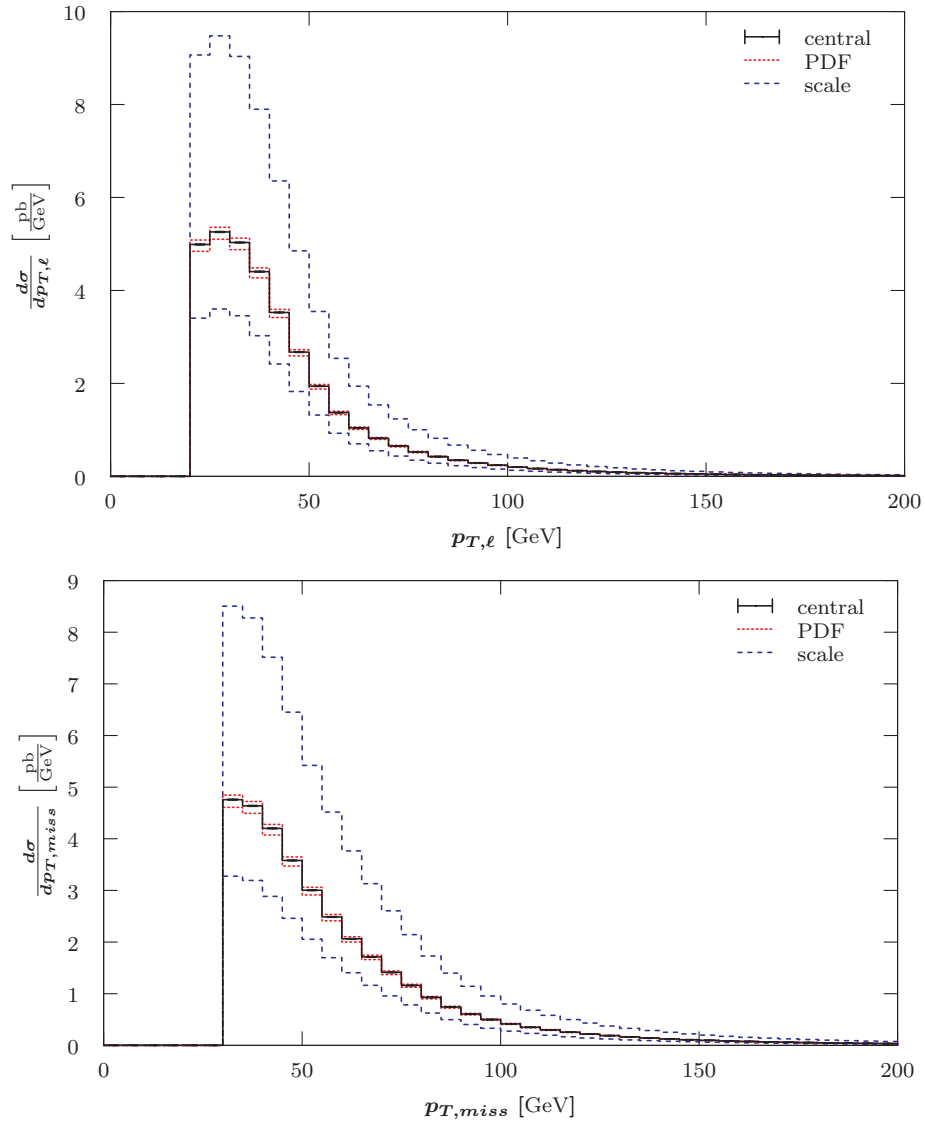 10
8
6
4
2
0
dσ/dp_{T,ℓ} [pb/GeV]
central
PDF
scale
0 50 100 150 200
p_{T,ℓ} [GeV]
9
8
7
6
5
4
3
2
1
0
dσ/dp_{T,miss} [pb/GeV]
central
PDF
scale
0 50 100 150 200
p_{T,miss} [GeV]